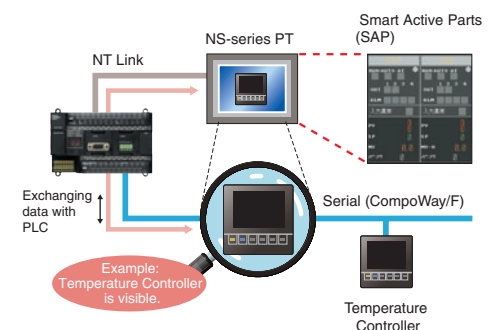 Smart Active Parts
(SAP)
NS-series PT
NT Link
Exchanging
data with
PLC
Serial (CompoWay/F)
Example:
Temperature Controller
is visible.
Temperature
Controller